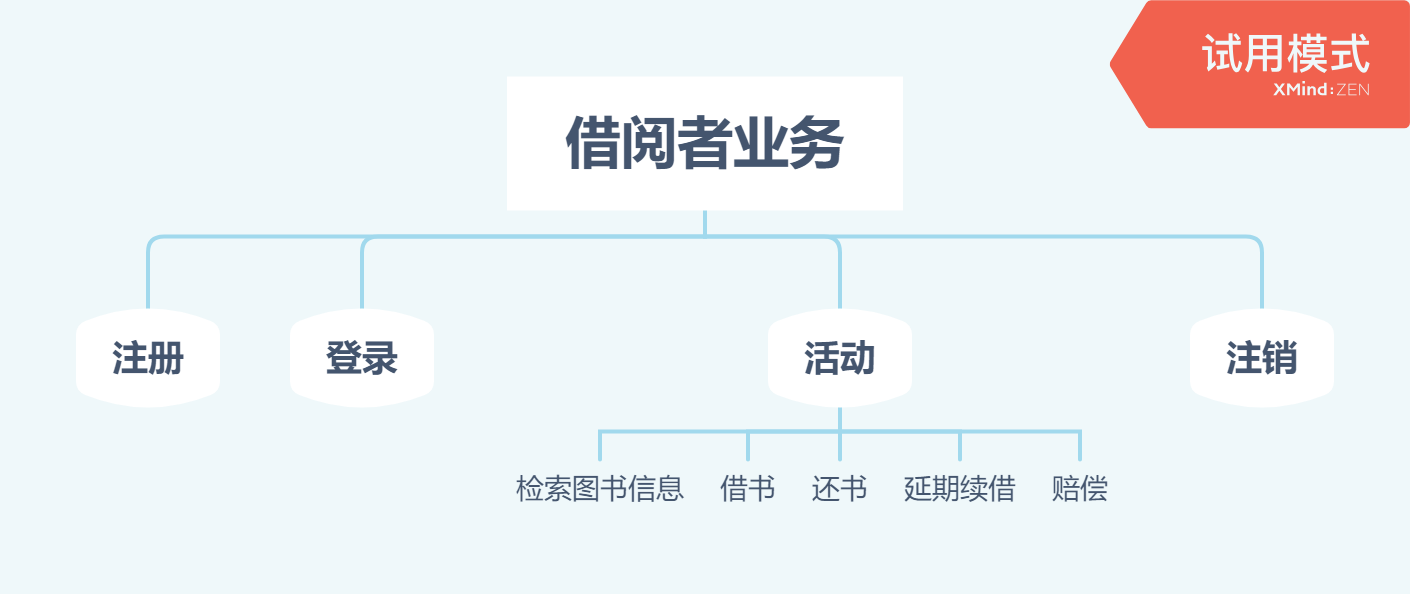 试用模式
XMind:ZEN
借阅者业务
注册 登录 活动 注销
检索图书信息 借书 还书 延期续借 赔偿